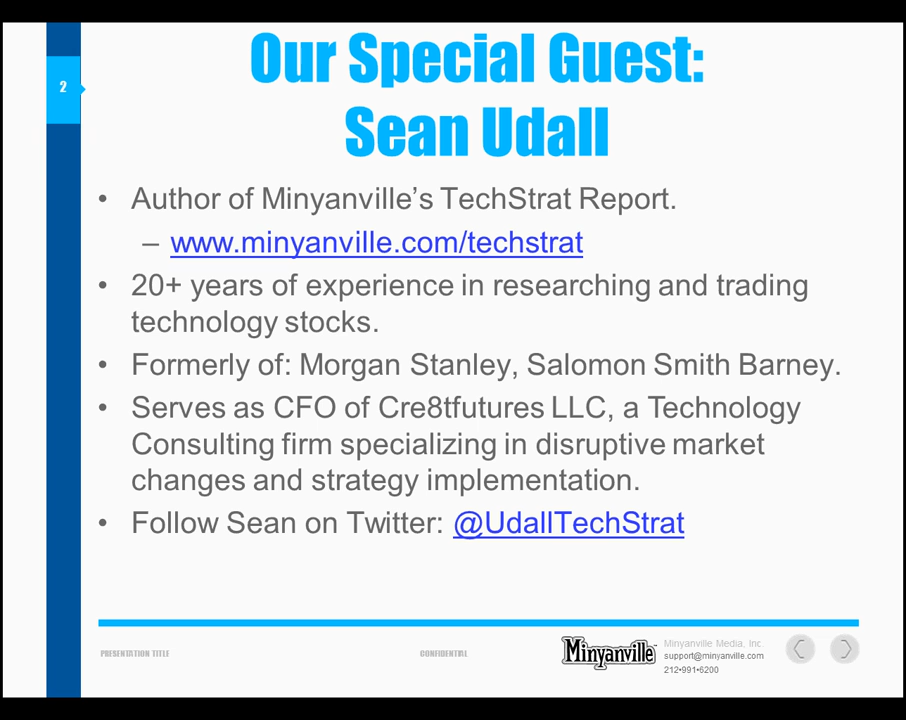 2
Our Special Guest:
Sean Udall
• Author of Minyanville’s TechStrat Report.
– www.minyanville.com/techstrat
• 20+ years of experience in researching and trading
technology stocks.
• Formerly of: Morgan Stanley, Salomon Smith Barney.
• Serves as CFO of Cre8tfutures LLC, a Technology
Consulting firm specializing in disruptive market
changes and strategy implementation.
• Follow Sean on Twitter: @UdallTechStrat
PRESENTATION TITLE
CONFIDENTIAL
Minyanville
Minyanville Media, Inc.
support@minyanville.com
212•991•6200